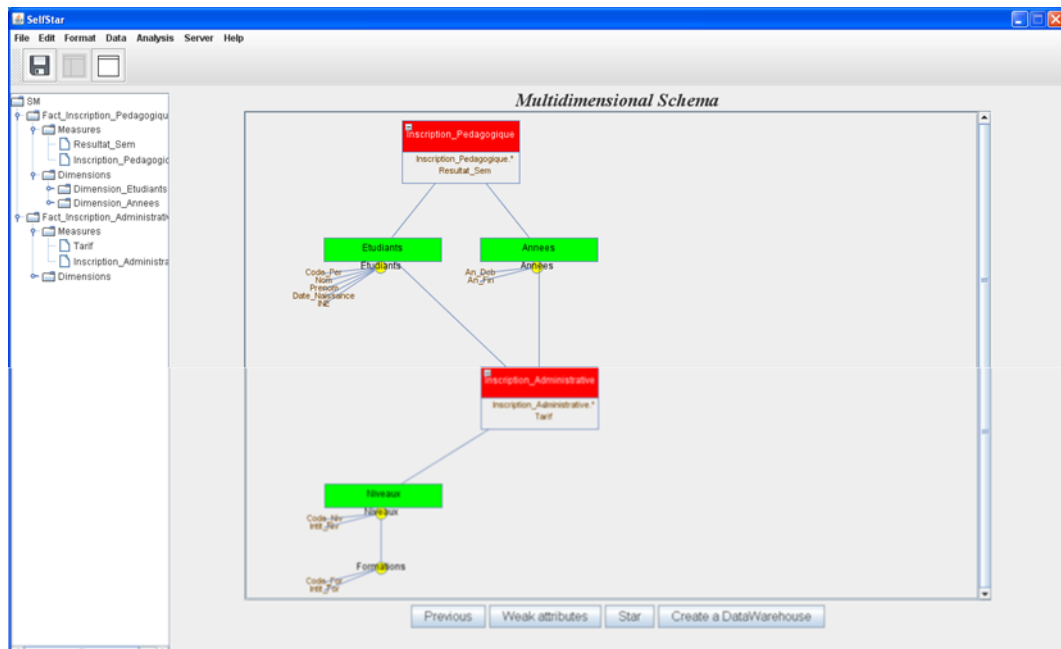 SelfStar
File Edit Format Data Analysis Server Help
Multidimensional Schema
SM
Fact_Inscription_Pedagogiqu
Measures
Resultat_Sem
Inscription_Pedagogic
Dimensions
Dimension_Etudiants
Dimension_Annees
Fact_Inscription_Administrativ
Measures
Tarif
Inscription_Administra
Dimensions
Inscription_Pedagogique
Inscription_Pedagogique.*
Resultat_Sem
Etudiants
Etudiants
Code_Per
Nom
Prenom
Date_Naissance
INE
Annees
Annees
An_Deb
An_Fin
Inscription_Administrative
Inscription_Administrative.*
Tarif
Niveaux
Niveaux
Code_Niv
Intit_Niv
Formations
Code_For
Intit_For
Previous Weak attributes Star Create a DataWarehouse